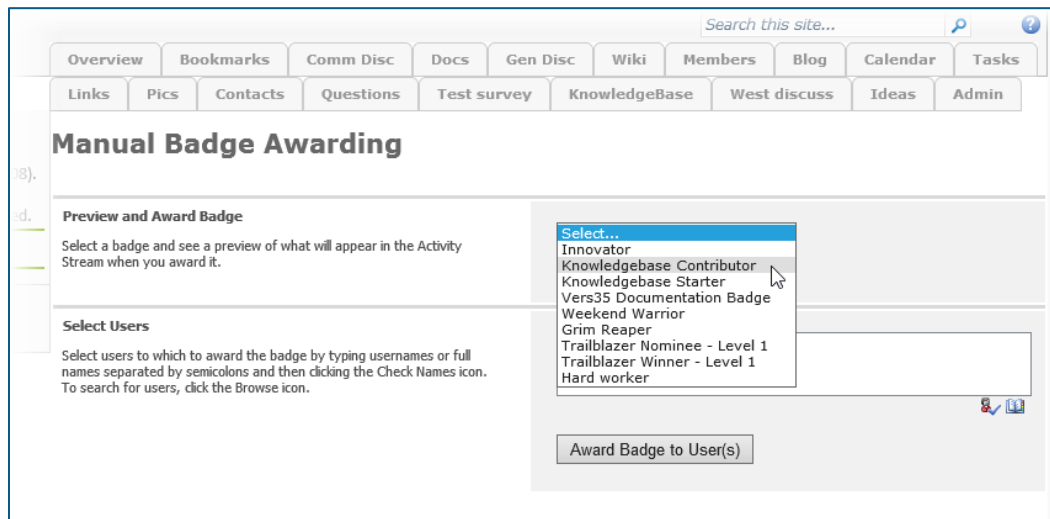 Search this site...
Overview Bookmarks Comm Disc Docs Gen Disc Wiki Members Blog Calendar Tasks
Links Pics Contacts Questions Test survey KnowledgeBase West discuss Ideas Admin
Manual Badge Awarding
08).
ed.
Preview and Award Badge
Select a badge and see a preview of what will appear in the Activity
Stream when you award it.
Select...
Innovator
Knowledgebase Contributor
Knowledgebase Starter
Vers35 Documentation Badge
Weekend Warrior
Grim Reaper
Trailblazer Nominee - Level 1
Trailblazer Winner - Level 1
Hard worker
Select Users
Select users to which to award the badge by typing usernames or full
names separated by semicolons and then clicking the Check Names icon.
To search for users, click the Browse icon.
Award Badge to User(s)